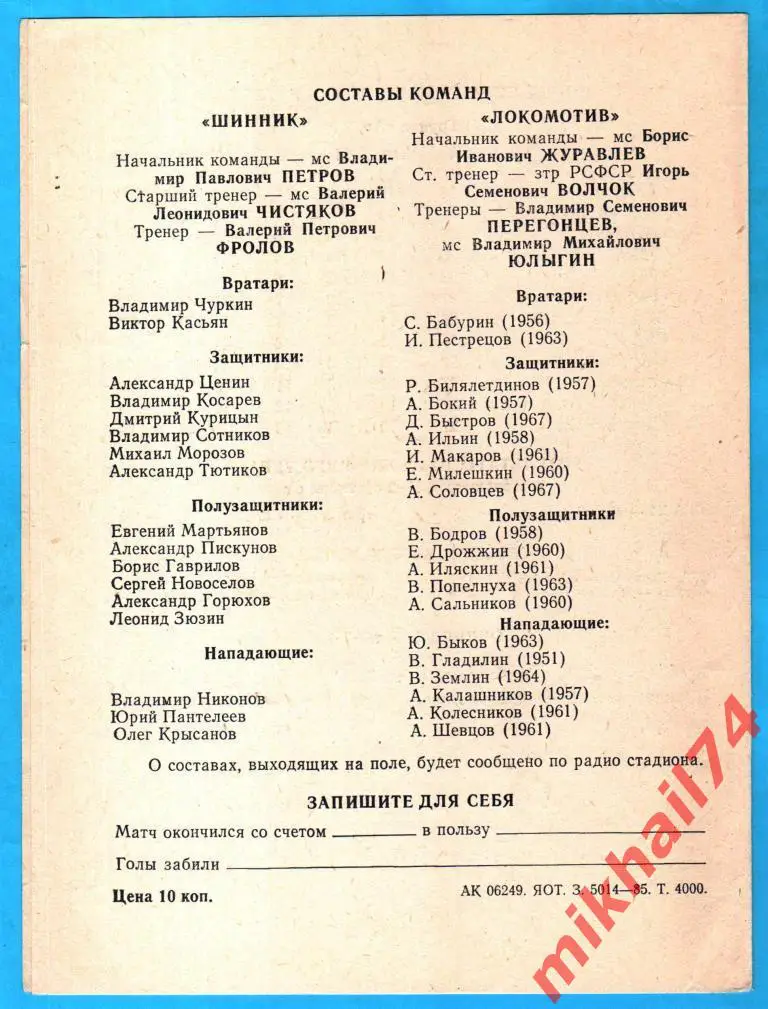 СОСТАВЫ КОМАНД
«ШИННИК»
Начальник команды — мс Влади-
мир Павлович ПЕТРОВ
Старший тренер — мс Валерий
Леонидович ЧИСТЯКОВ
Тренер — Валерий Петрович
ФРОЛОВ
Вратари:
Владимир Чуркин
Виктор Касьян
Защитники:
Александр Ценин
Владимир Косарев
Дмитрий Курицын
Владимир Сотников
Михаил Морозов
Александр Тютиков
Полузащитники:
Евгений Мартьянов
Александр Пискунов
Борис Гаврилов
Сергей Новоселов
Александр Горюхов
Леонид Зюзин
Нападающие:
Владимир Никонов
Юрий Пантелеев
Олег Крысанов
«ЛОКОМОТИВ»
Начальник команды — мс Борис
Иванович ЖУРАВЛЕВ
Ст. тренер — зтр РСФСР Игорь
Семенович ВОЛЧОК
Тренеры — Владимир Семенович
ПЕРЕГОНЦЕВ,
мс Владимир Михайлович
ЮЛЫГИН
Вратари:
С. Бабурин (1956)
И. Пестрецов (1963)
Защитники:
Р. Билялетдинов (1957)
А. Бокий (1957)
Д. Быстров (1967)
А. Ильин (1958)
И. Макаров (1961)
Е. Милешкин (1960)
А. Соловцев (1967)
Полузащитники
В. Бодров (1958)
Е. Дрожжин (1960)
А. Иляскин (1961)
В. Попелнуха (1963)
А. Сальников (1960)
Нападающие:
Ю. Быков (1963)
В. Гладилин (1951)
В. Землин (1964)
А. Калашников (1957)
А. Колесников (1961)
А. Шевцов (1961)
О составах, выходящих на поле, будет сообщено по радио стадиона.
ЗАПИШИТЕ ДЛЯ СЕБЯ
Матч окончился со счетом ________ в пользу ________
Голы забили ________
Цена 10 коп.
АК 06249. ЯОТ. З. 5014—85. Т. 4000.
mikhail74